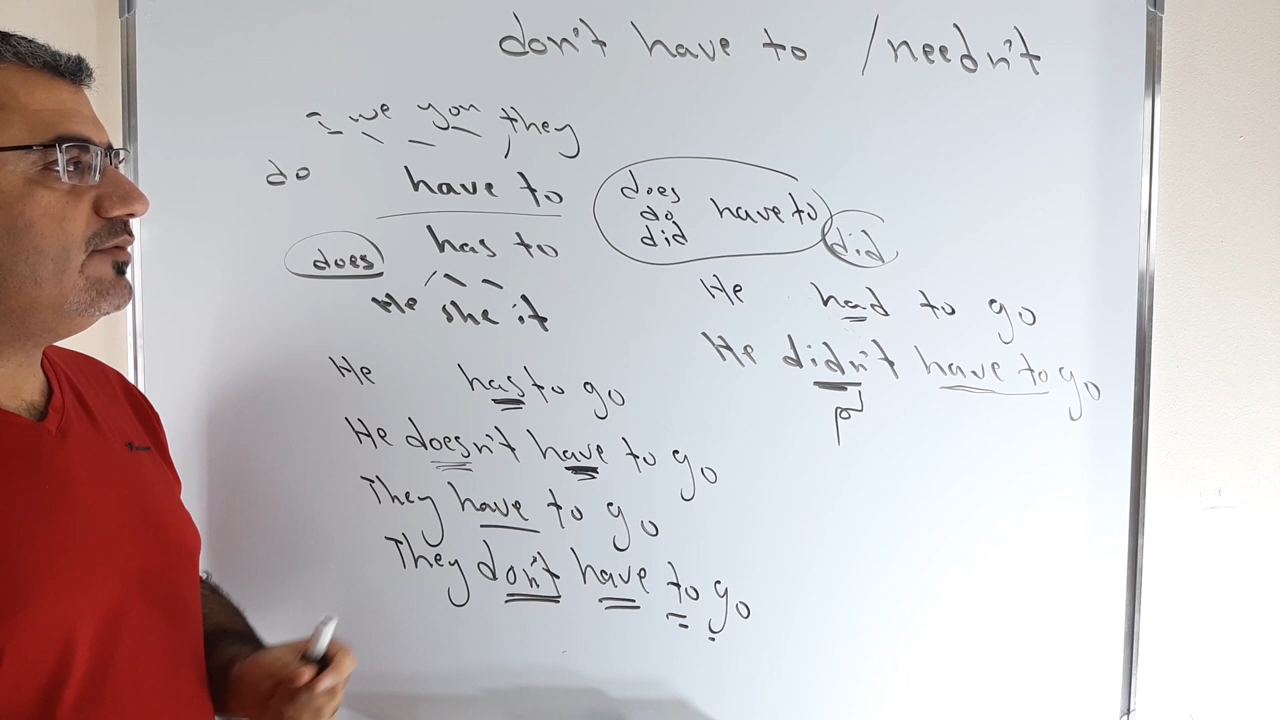 don't have to / needn't
I we you they
do have to
does has to
He she it
does
do have to
did
did
He had to go
He didn't have to go
He has to go
He doesn't have to go
They have to go
They don't have to go